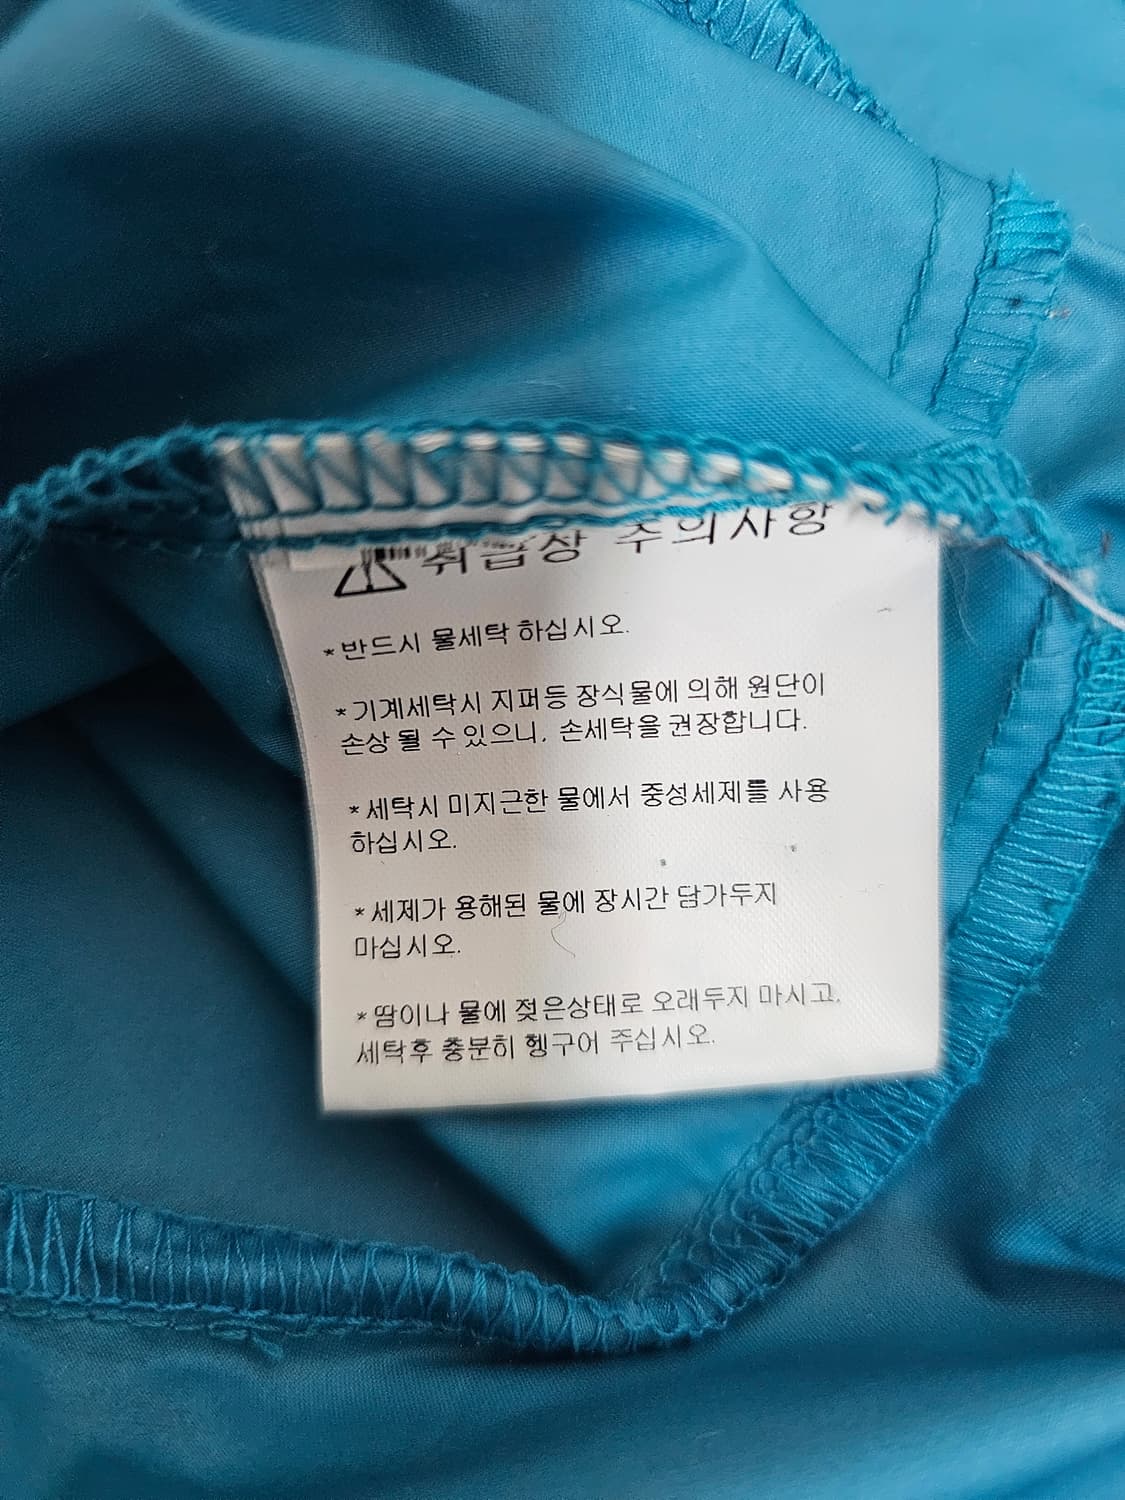 취급상 주의사항
*반드시 물세탁 하십시오.
*기계세탁시 지퍼등 장식물에 의해 원단이
손상 될 수 있으니, 손세탁을 권장합니다.
*세탁시 미지근한 물에서 중성세제를 사용
하십시오.
*세제가 용해된 물에 장시간 담가두지
마십시오.
*땀이나 물에 젖은상태로 오래두지 마시고,
세탁후 충분히 헹구어 주십시오.